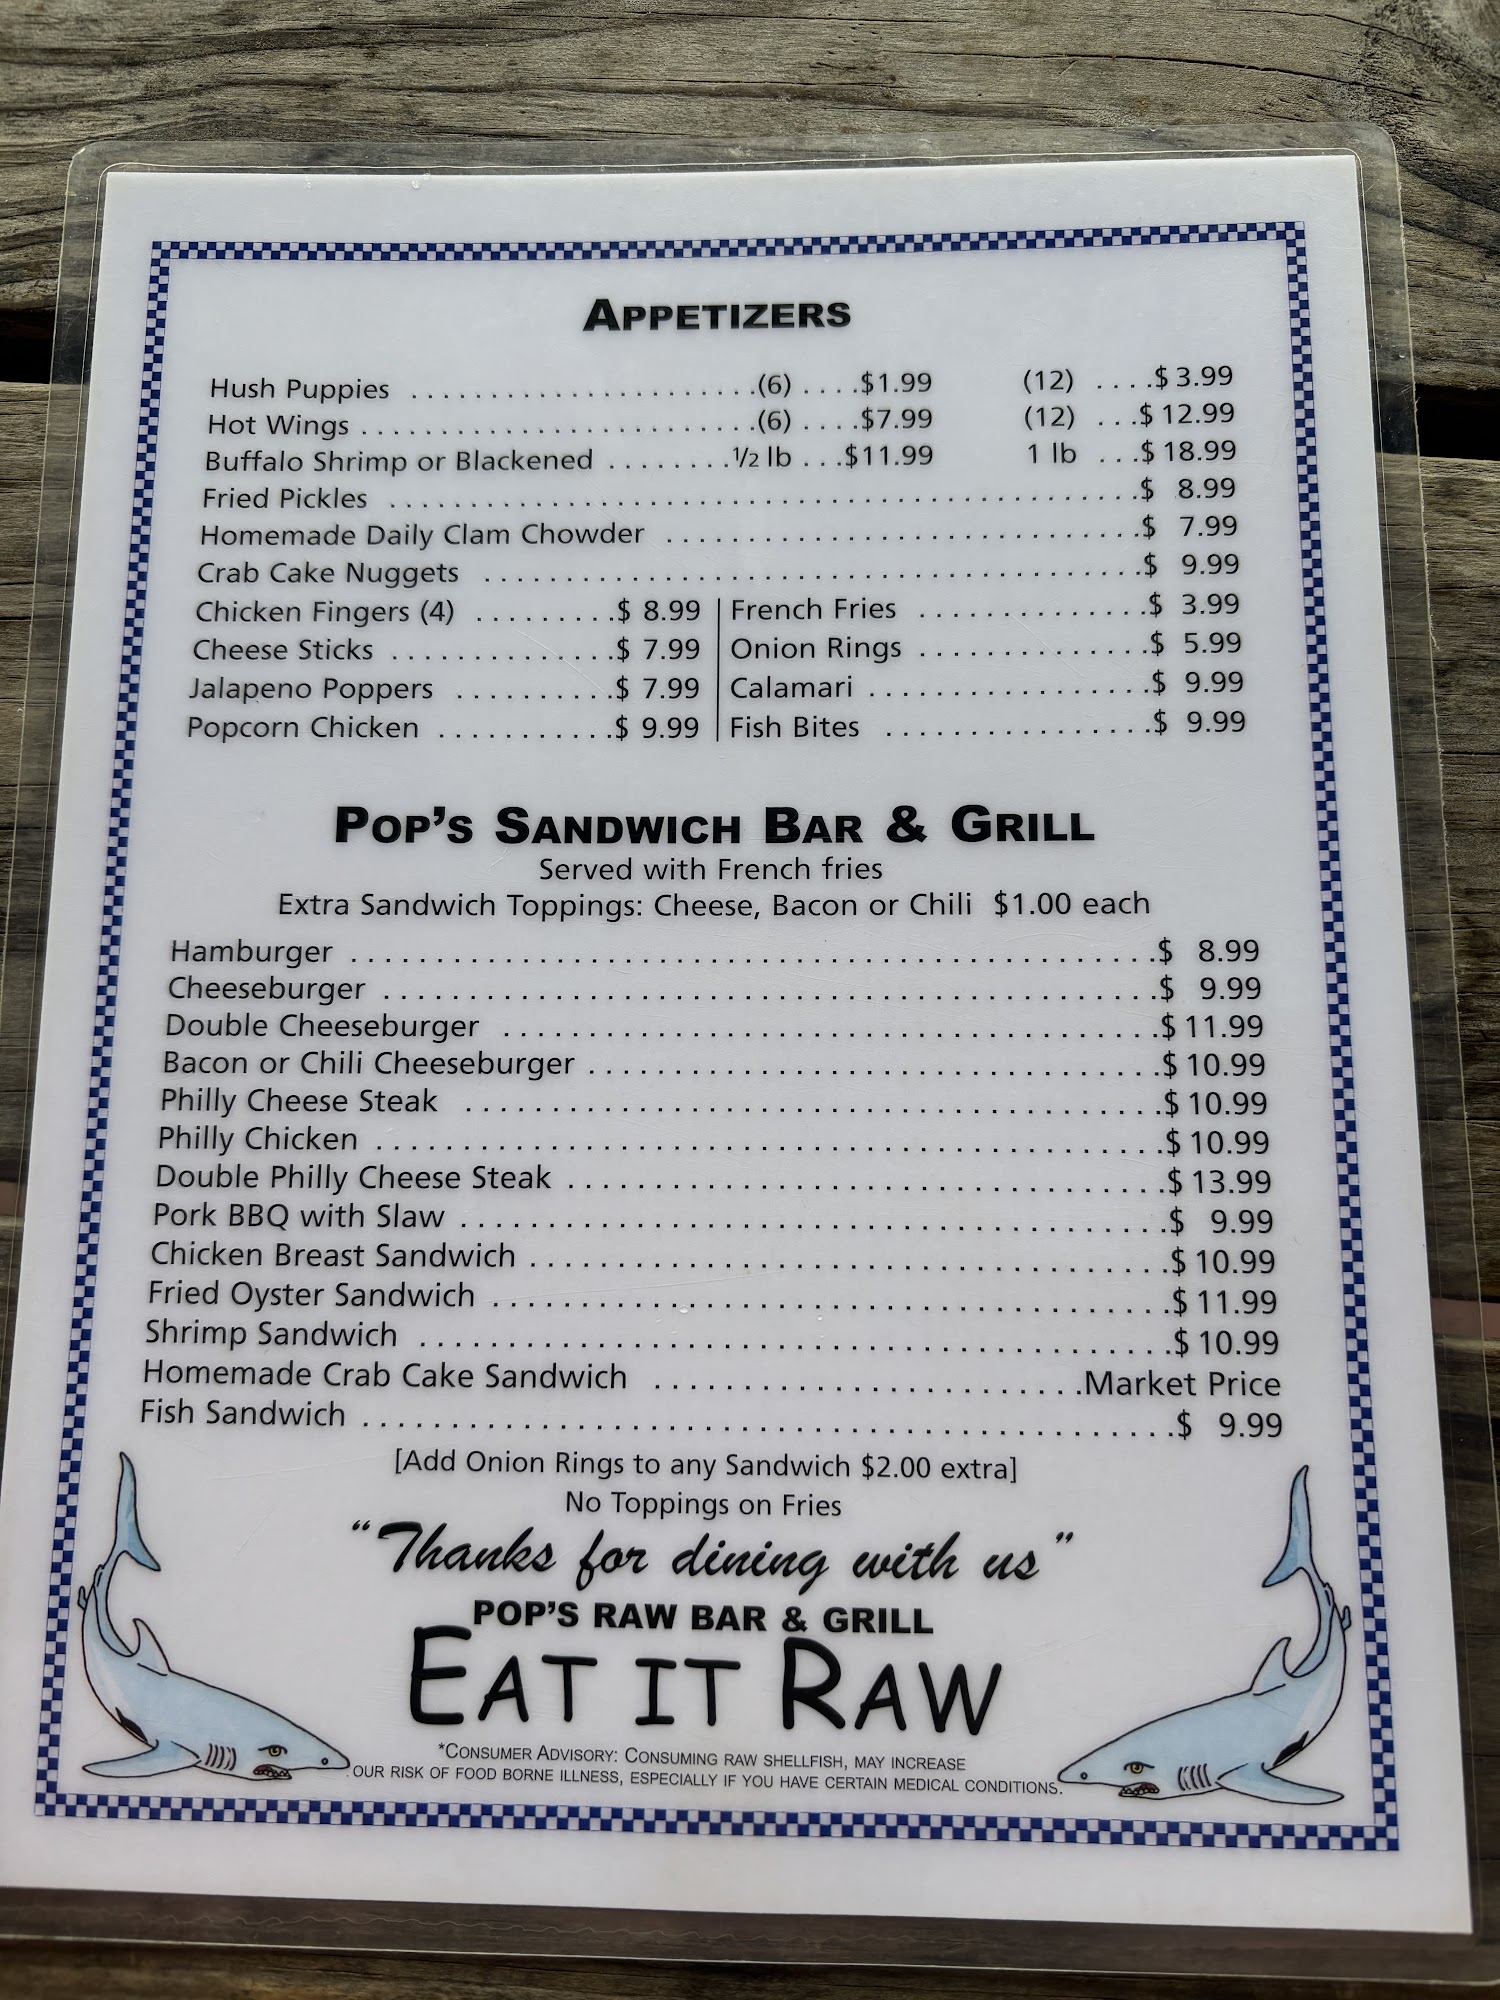 APPETIZERS
Hush Puppies ......................(6) ....$1.99 (12) ....$ 3.99
Hot Wings .........................(6) ....$7.99 (12) ...$ 12.99
Buffalo Shrimp or Blackened ........1/2 lb ...$11.99 1 lb ...$ 18.99
Fried Pickles ...............................................$ 8.99
Homemade Daily Clam Chowder ..............................$ 7.99
Crab Cake Nuggets .........................................$ 9.99
Chicken Fingers (4) .........$ 8.99 | French Fries ...............$ 3.99
Cheese Sticks ..............$ 7.99 | Onion Rings ...............$ 5.99
Jalapeno Poppers ..........$ 7.99 | Calamari ..................$ 9.99
Popcorn Chicken ...........$ 9.99 | Fish Bites .................$ 9.99
POP'S SANDWICH BAR & GRILL
Served with French fries
Extra Sandwich Toppings: Cheese, Bacon or Chili $1.00 each
Hamburger ....................................................$ 8.99
Cheeseburger ..................................................$ 9.99
Double Cheeseburger ..........................................$ 11.99
Bacon or Chili Cheeseburger ....................................$ 10.99
Philly Cheese Steak ............................................$ 10.99
Philly Chicken ..................................................$ 10.99
Double Philly Cheese Steak .....................................$ 13.99
Pork BBQ with Slaw ............................................$ 9.99
Chicken Breast Sandwich .......................................$ 10.99
Fried Oyster Sandwich ..........................................$ 11.99
Shrimp Sandwich ...............................................$ 10.99
Homemade Crab Cake Sandwich ...........................Market Price
Fish Sandwich ..................................................$ 9.99
[Add Onion Rings to any Sandwich $2.00 extra]
No Toppings on Fries
"Thanks for dining with us"
POP'S RAW BAR & GRILL
EAT IT RAW
*CONSUMER ADVISORY: CONSUMING RAW SHELLFISH, MAY INCREASE
OUR RISK OF FOOD BORNE ILLNESS, ESPECIALLY IF YOU HAVE CERTAIN MEDICAL CONDITIONS.